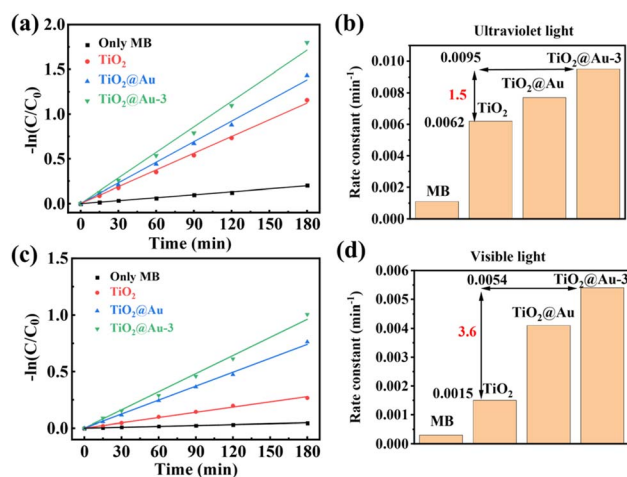 (a)
2.0
1.5
1.0
0.5
0.0
-ln(C/C₀)
Only MB
TiO₂
TiO₂@Au
TiO₂@Au-3
0 30 60 90 120 150 180
Time (min)
(b)
Ultraviolet light
0.010
0.008
0.006
0.004
0.002
0.000
Rate constant (min⁻¹)
0.0095
TiO₂@Au-3
TiO₂@Au
1.5
TiO₂
0.0062
MB
(c)
1.5
1.0
0.5
0.0
-ln(C/C₀)
Only MB
TiO₂
TiO₂@Au
TiO₂@Au-3
0 30 60 90 120 150 180
Time (min)
(d)
Visible light
0.006
0.005
0.004
0.003
0.002
0.001
0.000
Rate constant (min⁻¹)
0.0054
TiO₂@Au-3
TiO₂@Au
3.6
0.0015
TiO₂
MB